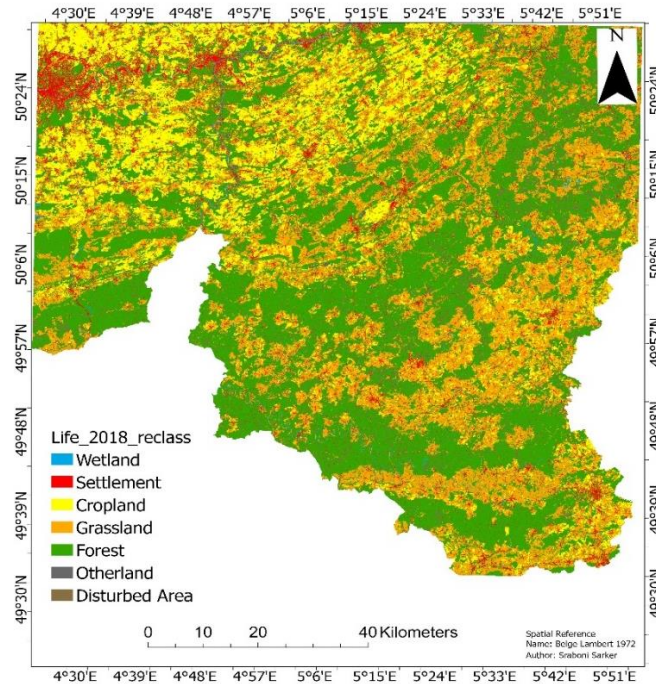 4°30'E 4°39'E 4°48'E 4°57'E 5°6'E 5°15'E 5°24'E 5°33'E 5°42'E 5°51'E
N
50°24'N 50°24'N
50°15'N 50°15'N
50°6'N 50°6'N
49°57'N 49°57'N
49°48'N 49°48'N
49°39'N 49°39'N
49°30'N 49°30'N
Life_2018_reclass
Wetland
Settlement
Cropland
Grassland
Forest
Otherland
Disturbed Area
0 10 20 40 Kilometers
Spatial Reference
Name: Belge Lambert 1972
Author: Sraboni Sarker
4°30'E 4°39'E 4°48'E 4°57'E 5°6'E 5°15'E 5°24'E 5°33'E 5°42'E 5°51'E